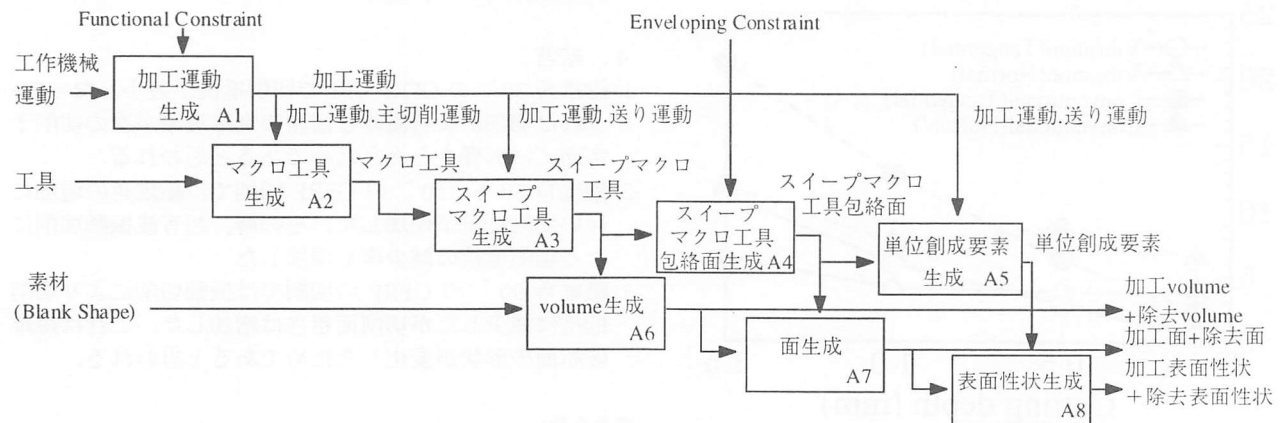 Functional Constraint
Enveloping Constraint
工作機械
運動
加工運動
生成 A1
加工運動
加工運動.主切削運動
加工運動.送り運動
加工運動.送り運動
工具
マクロ工具
生成 A2
マクロ工具
スイープマクロ
工具
スイープ
マクロ工具
生成 A3
スイープ
マクロ工具
包絡面生成A4
スイープマクロ
工具包絡面
単位創成要素
生成 A5
単位創成要素
素材
(Blank Shape)
volume生成
A6
加工volume
+除去volume
面生成
A7
加工面+除去面
表面性状生成
A8
加工表面性状
+除去表面性状